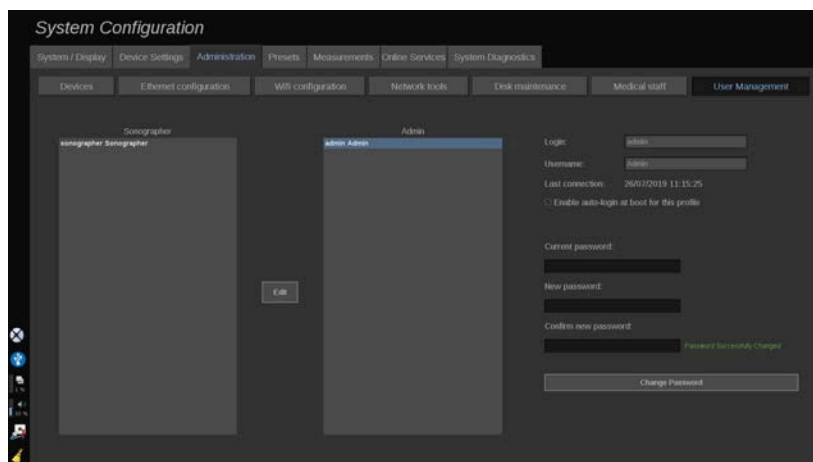 System Configuration
System / Display Device Settings Administration Presets Measurements Online Services System Diagnostics
Devices Ethernet configuration Wifi configuration Network tools Disk maintenance Medical staff User Management
Sonographer Admin
sonographer Sonographer admin Admin
Login: admin
Username: Admin
Last connection: 26/07/2019 11:15:25
Enable auto-login at boot for this profile
Current password:
Edit
New password:
Confirm new password:
Password Successfully Changed
Change Password